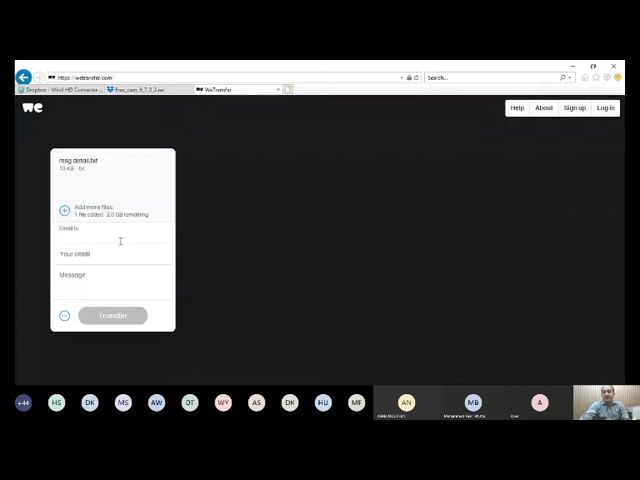 https://wetransfer.com/
Search...
Dropbox - WinX HD Converter ...
free_cam_8_7_0_2.rar
WeTransfer
we
Help
About
Sign up
Log in
msg detail.txt
13 KB · txt
Add more files
1 file added · 2.0 GB remaining
Email to
Your email
Message
Transfer
+44
HS
DK
MS
AW
DT
WY
AS
DK
HU
MF
AN
MB
A